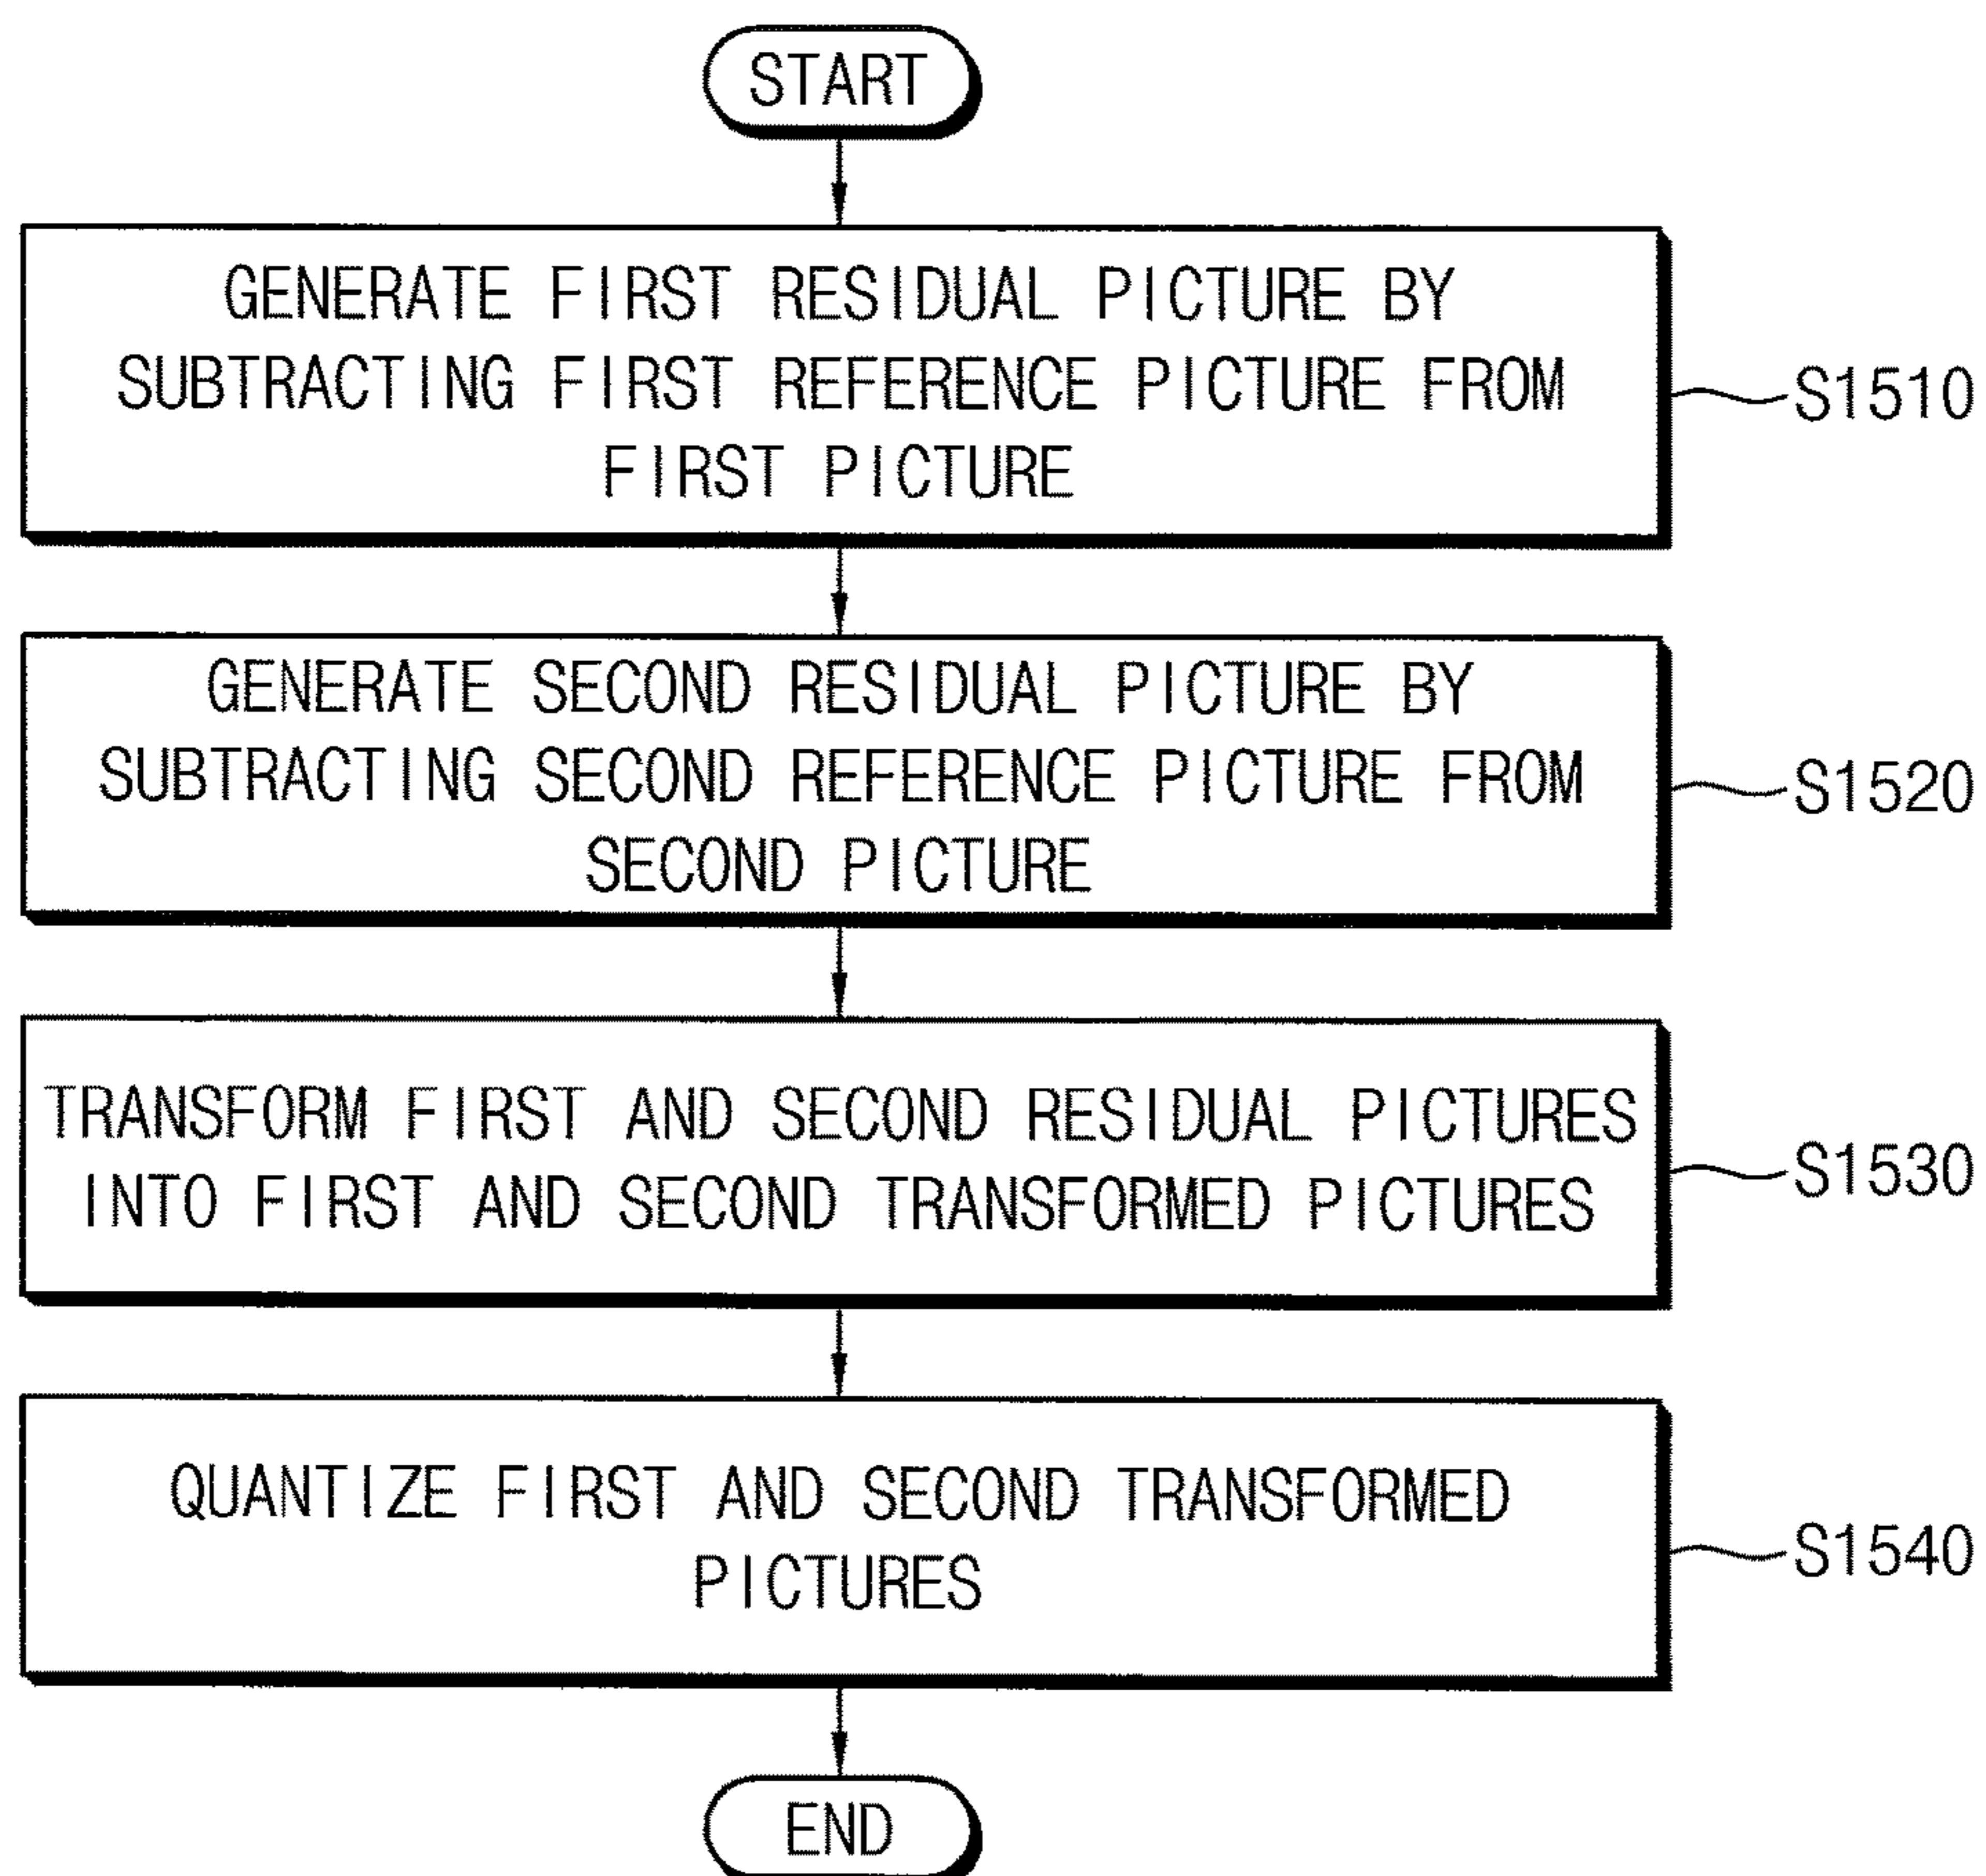 START
GENERATE FIRST RESIDUAL PICTURE BY
SUBTRACTING FIRST REFERENCE PICTURE FROM
FIRST PICTURE
S1510
GENERATE SECOND RESIDUAL PICTURE BY
SUBTRACTING SECOND REFERENCE PICTURE FROM
SECOND PICTURE
S1520
TRANSFORM FIRST AND SECOND RESIDUAL PICTURES
INTO FIRST AND SECOND TRANSFORMED PICTURES
S1530
QUANTIZE FIRST AND SECOND TRANSFORMED
PICTURES
S1540
END